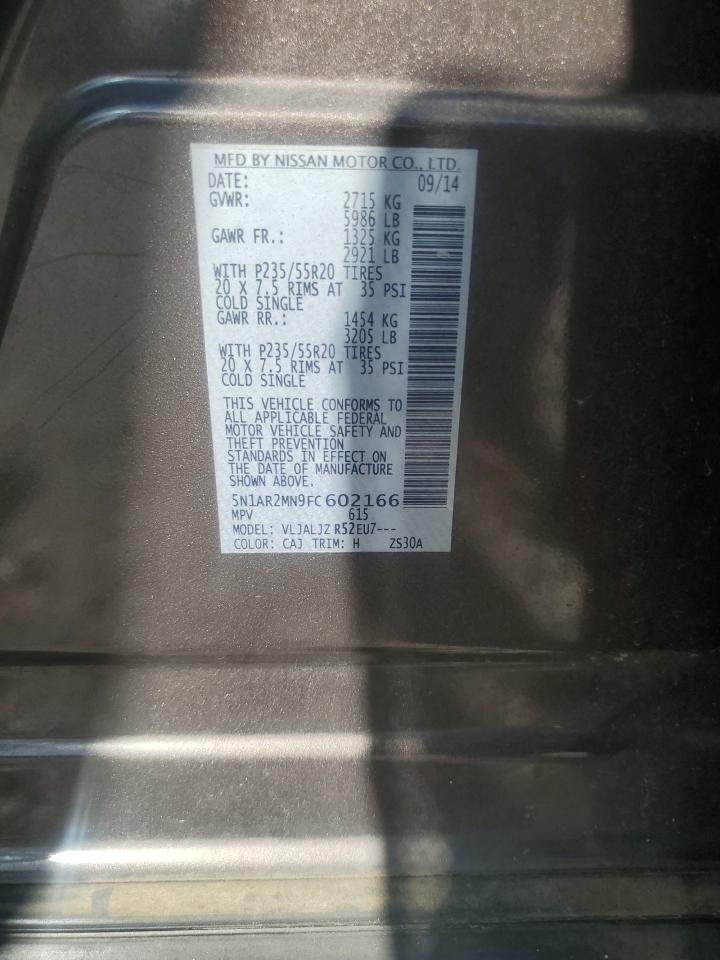 MFD BY NISSAN MOTOR CO., LTD.
DATE: 09/14
GVWR: 2715 KG
5986 LB
GAWR FR.: 1325 KG
2921 LB
WITH P235/55R20 TIRES
20 X 7.5 RIMS AT 35 PSI
COLD SINGLE
GAWR RR.: 1454 KG
3205 LB
WITH P235/55R20 TIRES
20 X 7.5 RIMS AT 35 PSI
COLD SINGLE
THIS VEHICLE CONFORMS TO
ALL APPLICABLE FEDERAL
MOTOR VEHICLE SAFETY AND
THEFT PREVENTION
STANDARDS IN EFFECT ON
THE DATE OF MANUFACTURE
SHOWN ABOVE.
5N1AR2MN9FC602166
MPV 615
MODEL: VLJALJZ R52EU7---
COLOR: CAJ TRIM: H ZS30A